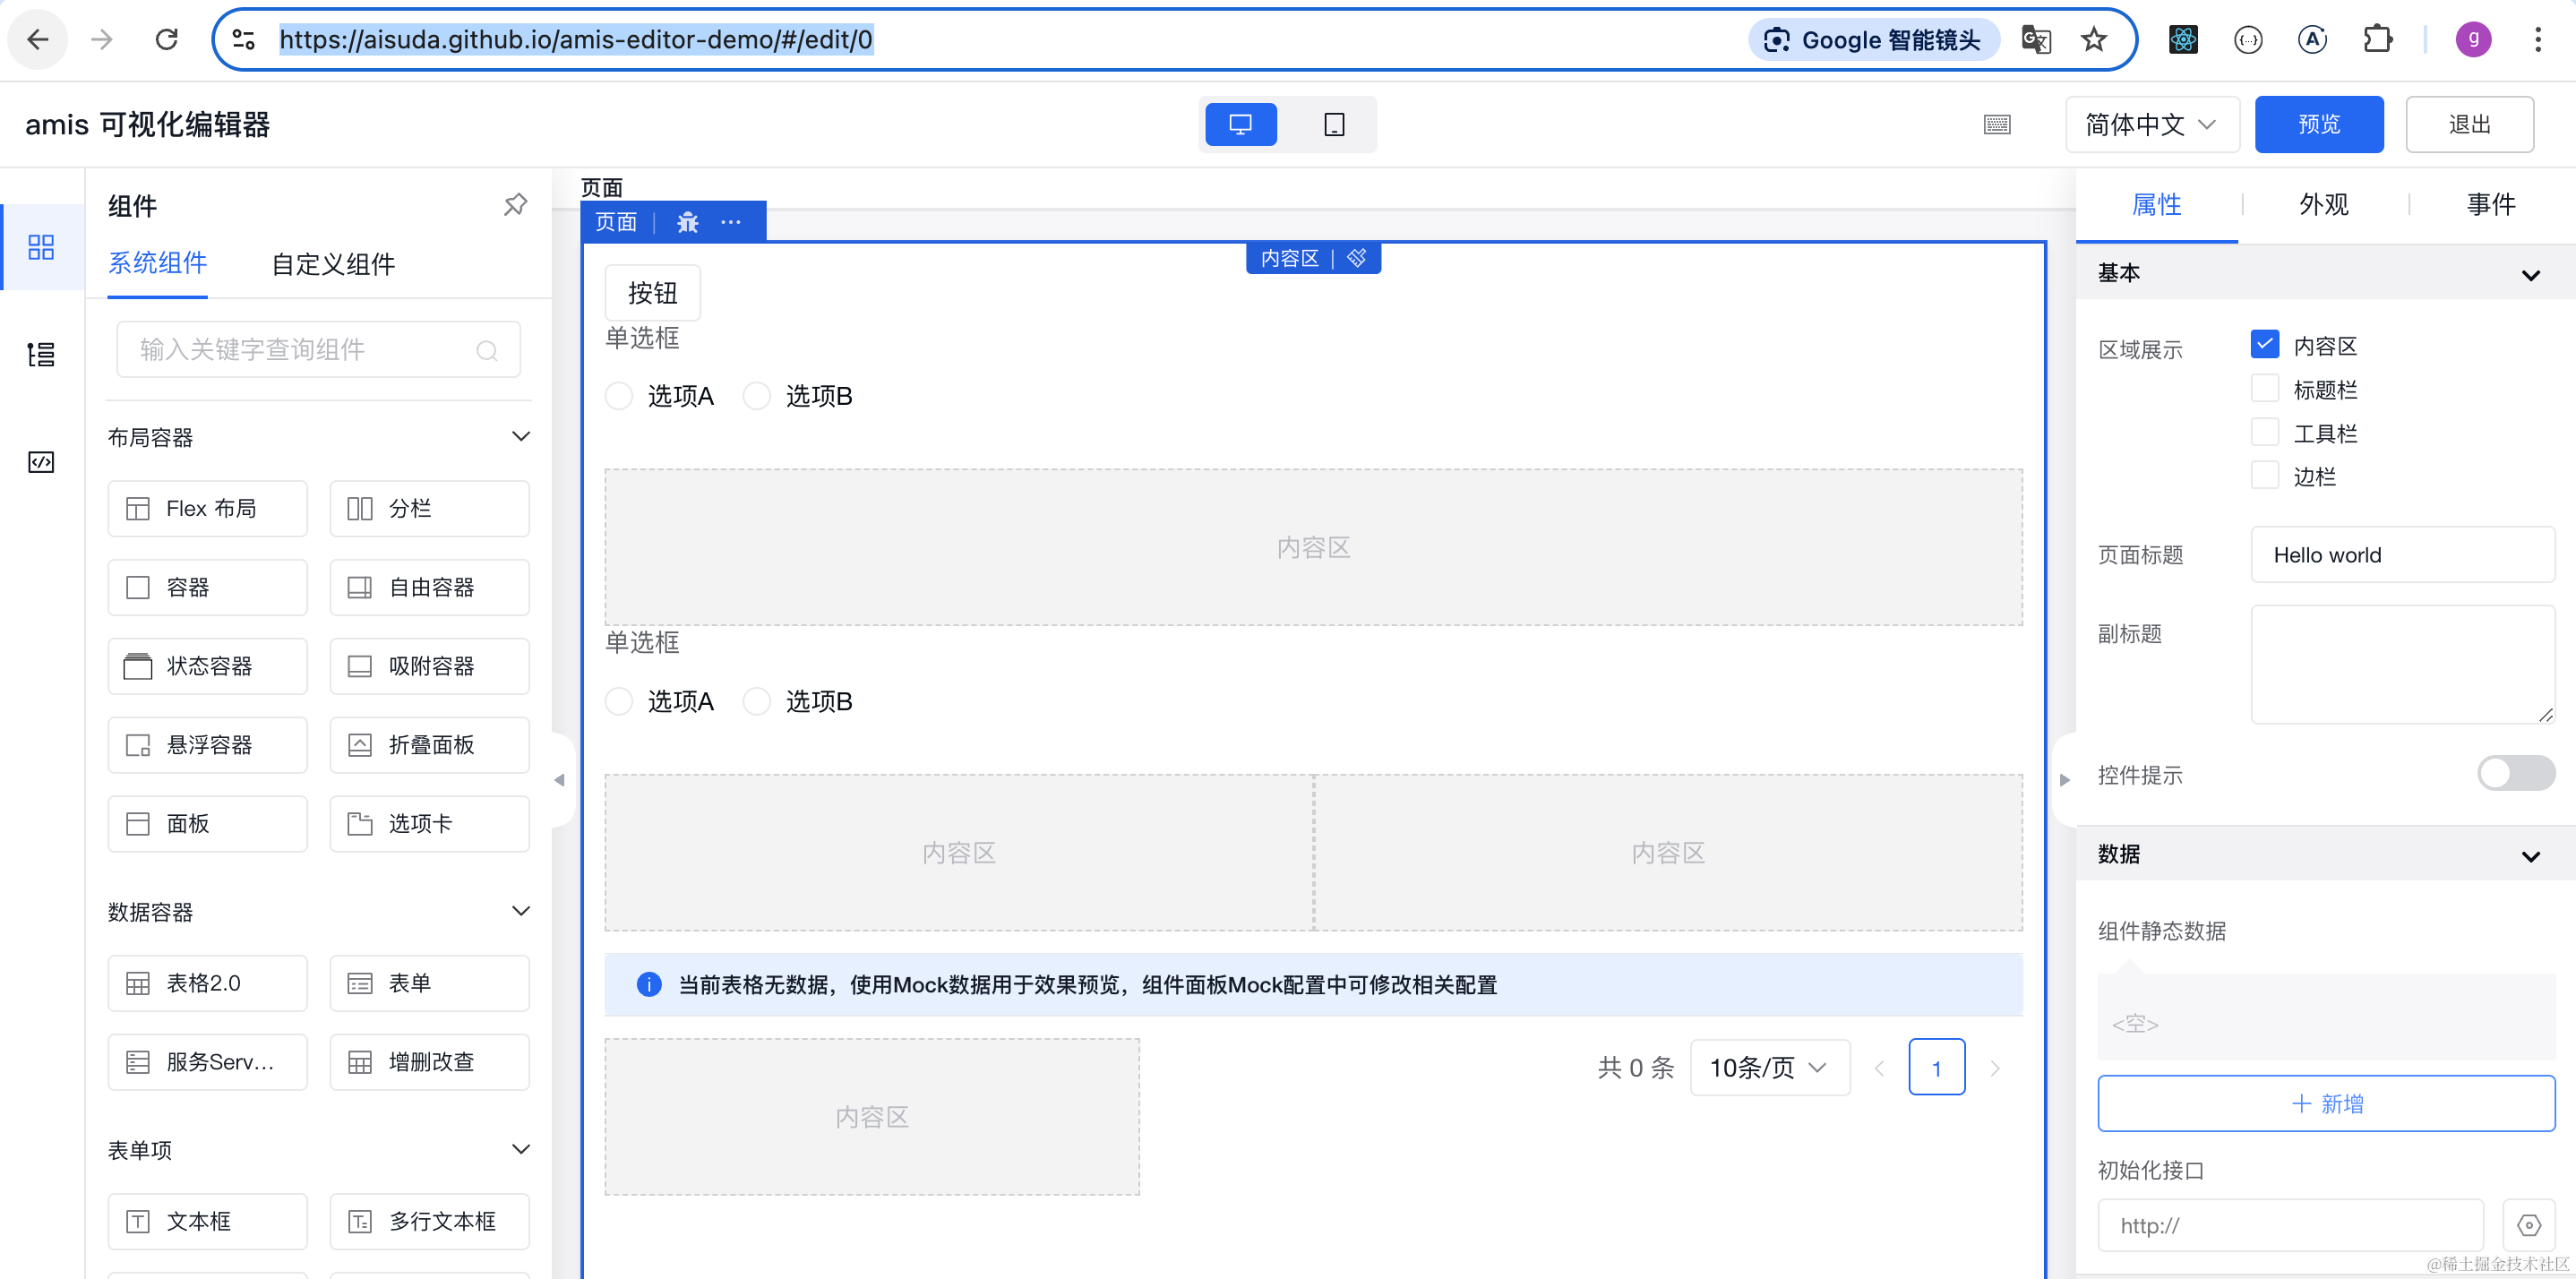 https://aisuda.github.io/amis-editor-demo/#/edit/0
Google 智能镜头
g
amis 可视化编辑器
简体中文
预览
退出
组件
系统组件
自定义组件
输入关键字查询组件
布局容器
Flex 布局
分栏
容器
自由容器
状态容器
吸附容器
悬浮容器
折叠面板
面板
选项卡
数据容器
表格2.0
表单
服务Serv...
增删改查
表单项
文本框
多行文本框
页面
页面
内容区
按钮
单选框
选项A 选项B
内容区
单选框
选项A 选项B
内容区 内容区
当前表格无数据，使用Mock数据用于效果预览，组件面板Mock配置中可修改相关配置
内容区
共 0 条 10条/页 1
属性
外观
事件
基本
区域展示
内容区
标题栏
工具栏
边栏
页面标题
Hello world
副标题
控件提示
数据
组件静态数据
<空>
新增
初始化接口
http://
@稀土掘金技术社区